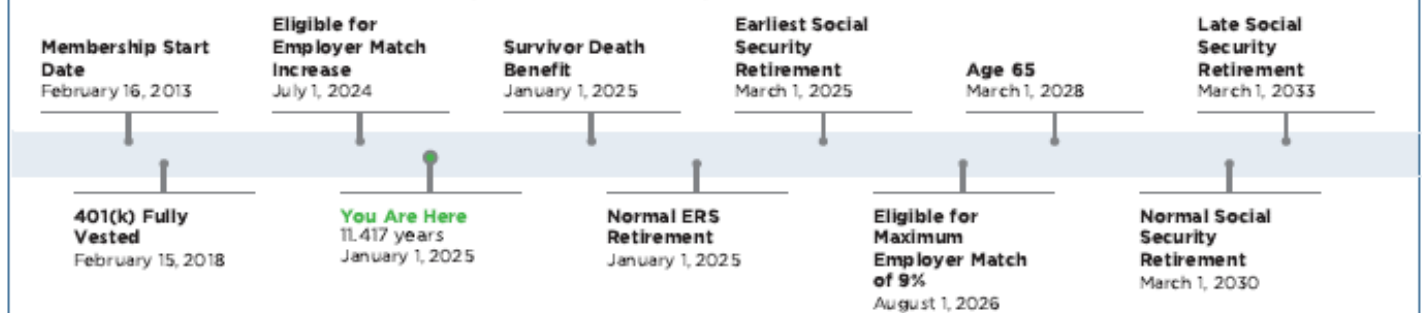 Membership Start
Date
February 16, 2013
Eligible for
Employer Match
Increase
July 1, 2024
Survivor Death
Benefit
January 1, 2025
Earliest Social
Security
Retirement
March 1, 2025
Age 65
March 1, 2028
Late Social
Security
Retirement
March 1, 2033
401(k) Fully
Vested
February 15, 2018
You Are Here
11.417 years
January 1, 2025
Normal ERS
Retirement
January 1, 2025
Eligible for
Maximum
Employer Match
of 9%
August 1, 2026
Normal Social
Security
Retirement
March 1, 2030